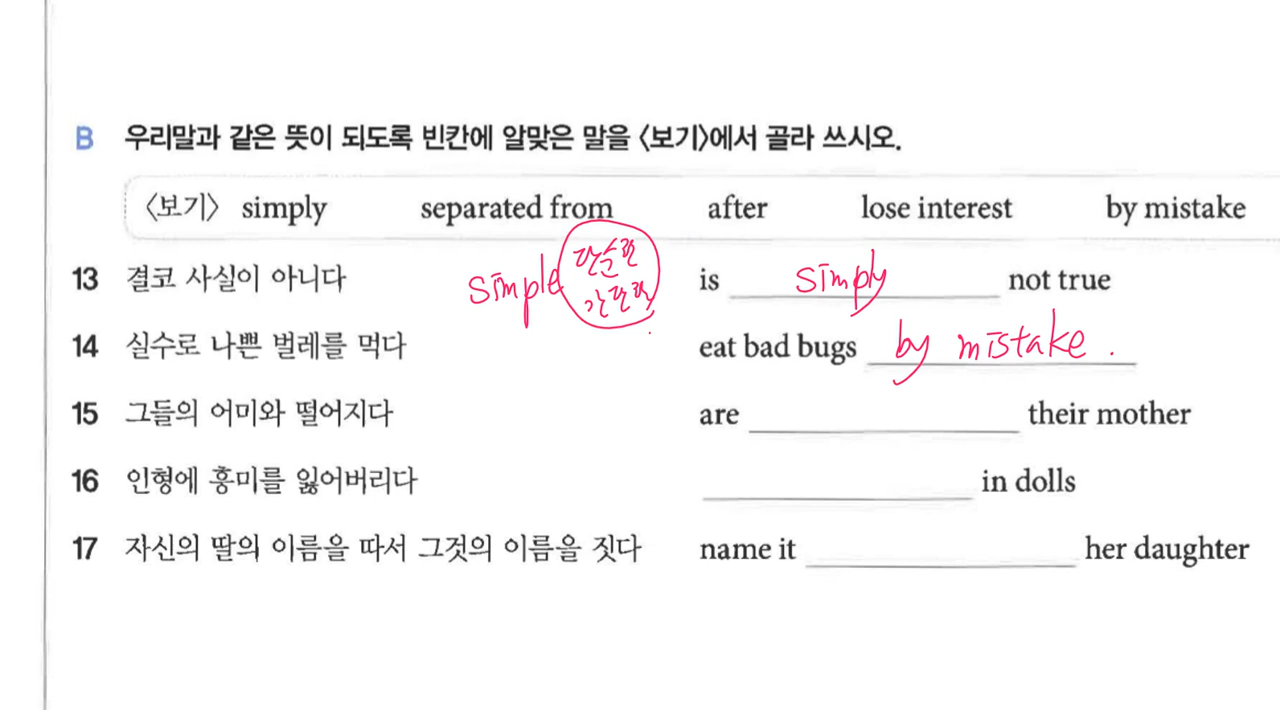 B 우리말과 같은 뜻이 되도록 빈칸에 알맞은 말을 〈보기〉에서 골라 쓰시오.
〈보기〉 simply separated from after lose interest by mistake
13 결코 사실이 아니다 simple 단순한 is simply not true
간단한
14 실수로 나쁜 벌레를 먹다 eat bad bugs by mistake.
15 그들의 어미와 떨어지다 are their mother
16 인형에 흥미를 잃어버리다 in dolls
17 자신의 딸의 이름을 따서 그것의 이름을 짓다 name it her daughter